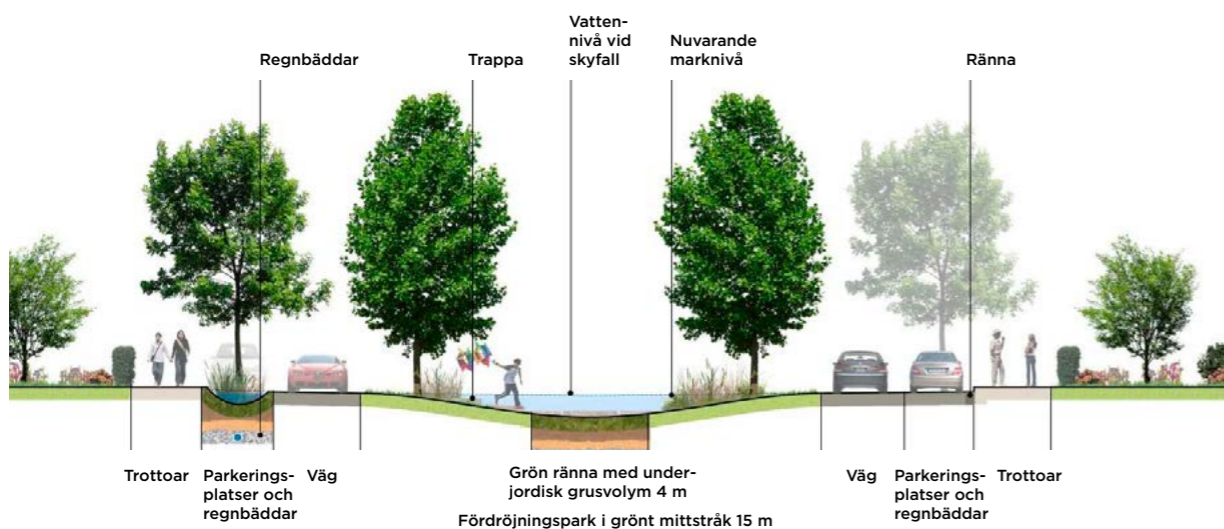 Vatten-
nivå vid
skyfall
Regnbäddar
Trappa
Nuvarande
marknivå
Ränna
Trottoar
Parkerings-
platser och
regnbäddar
Väg
Grön ränna med under-
jordisk grusvolym 4 m
Fördröjningspark i grönt mittstråk 15 m
Väg
Parkerings-
platser och
regnbäddar
Trottoar